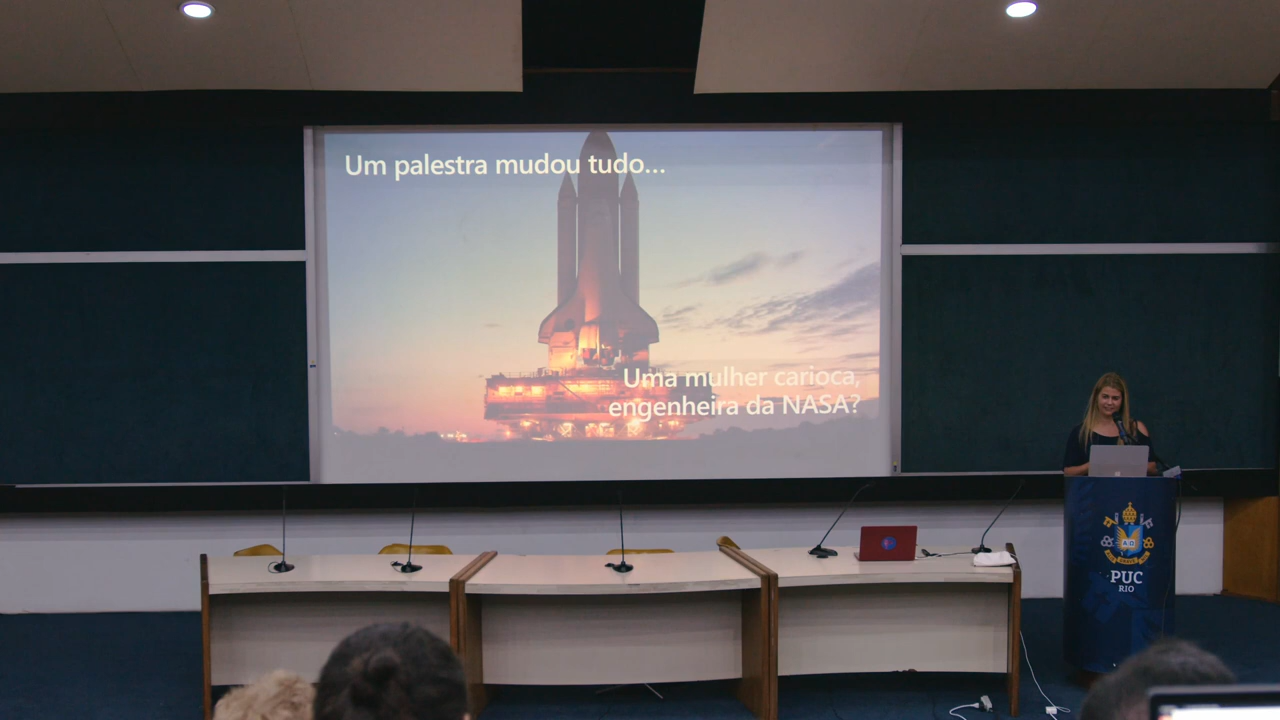 Um palestra mudou tudo...
Uma mulher carioca,
engenheira da NASA?
PUC
RIO